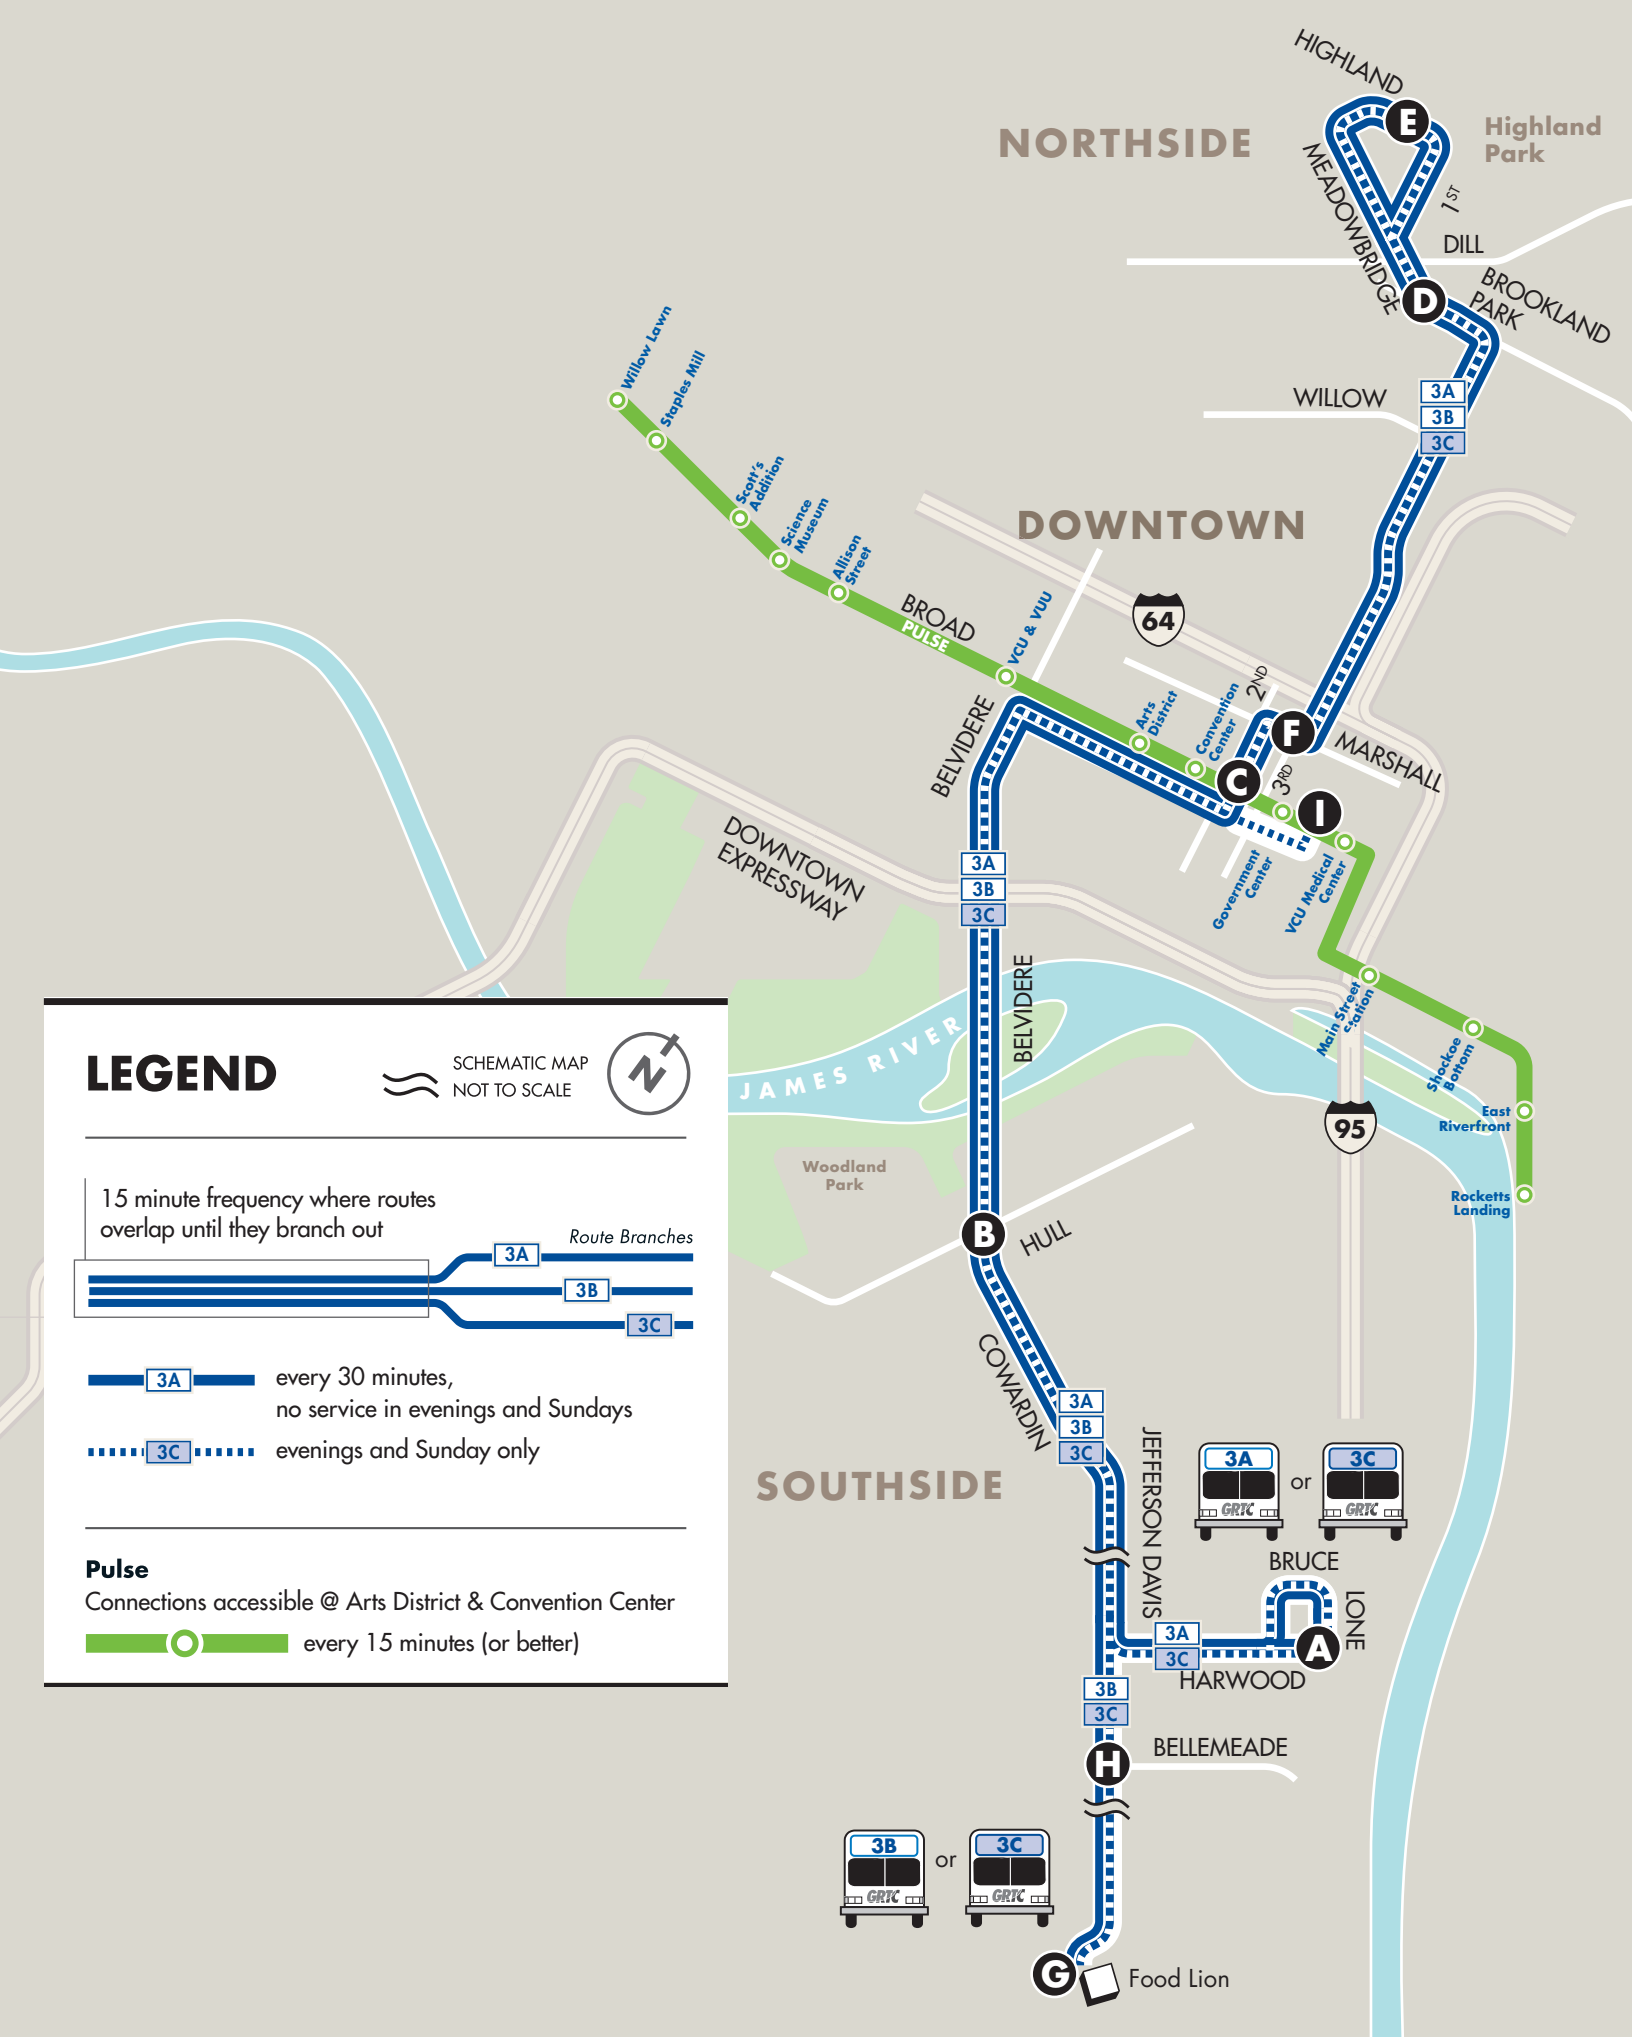 HIGHLAND
E
NORTHSIDE
Highland
Park
MEADOWBRIDGE
1ST
DILL
D
BROOKLAND
PARK
WILLOW
3A
3B
3C
Willow Lawn
Staples Mill
Scott's
Addition
Science
Museum
Allison
Street
BROAD
PULSE
VCU & VUU
DOWNTOWN
64
Arts
District
Convention
Center
2ND
F
MARSHALL
C
3RD
I
BELVIDERE
Government
Center
VCU Medical
Center
DOWNTOWN
EXPRESSWAY
3A
3B
3C
BELVIDERE
JAMES RIVER
Main Street
Station
Shockoe
Bottom
East
Riverfront
Rocketts
Landing
95
Woodland
Park
B
HULL
COWARDIN
3A
3B
3C
SOUTHSIDE
JEFFERSON DAVIS
3A
GRTC
or
3C
GRTC
BRUCE
LONE
A
3A
3C
HARWOOD
3B
3C
H
BELLEMEADE
3B
GRTC
or
3C
GRTC
G
Food Lion
LEGEND
SCHEMATIC MAP
NOT TO SCALE
N
15 minute frequency where routes
overlap until they branch out
Route Branches
3A
3B
3C
3A
every 30 minutes,
no service in evenings and Sundays
3C
evenings and Sunday only
Pulse
Connections accessible @ Arts District & Convention Center
every 15 minutes (or better)